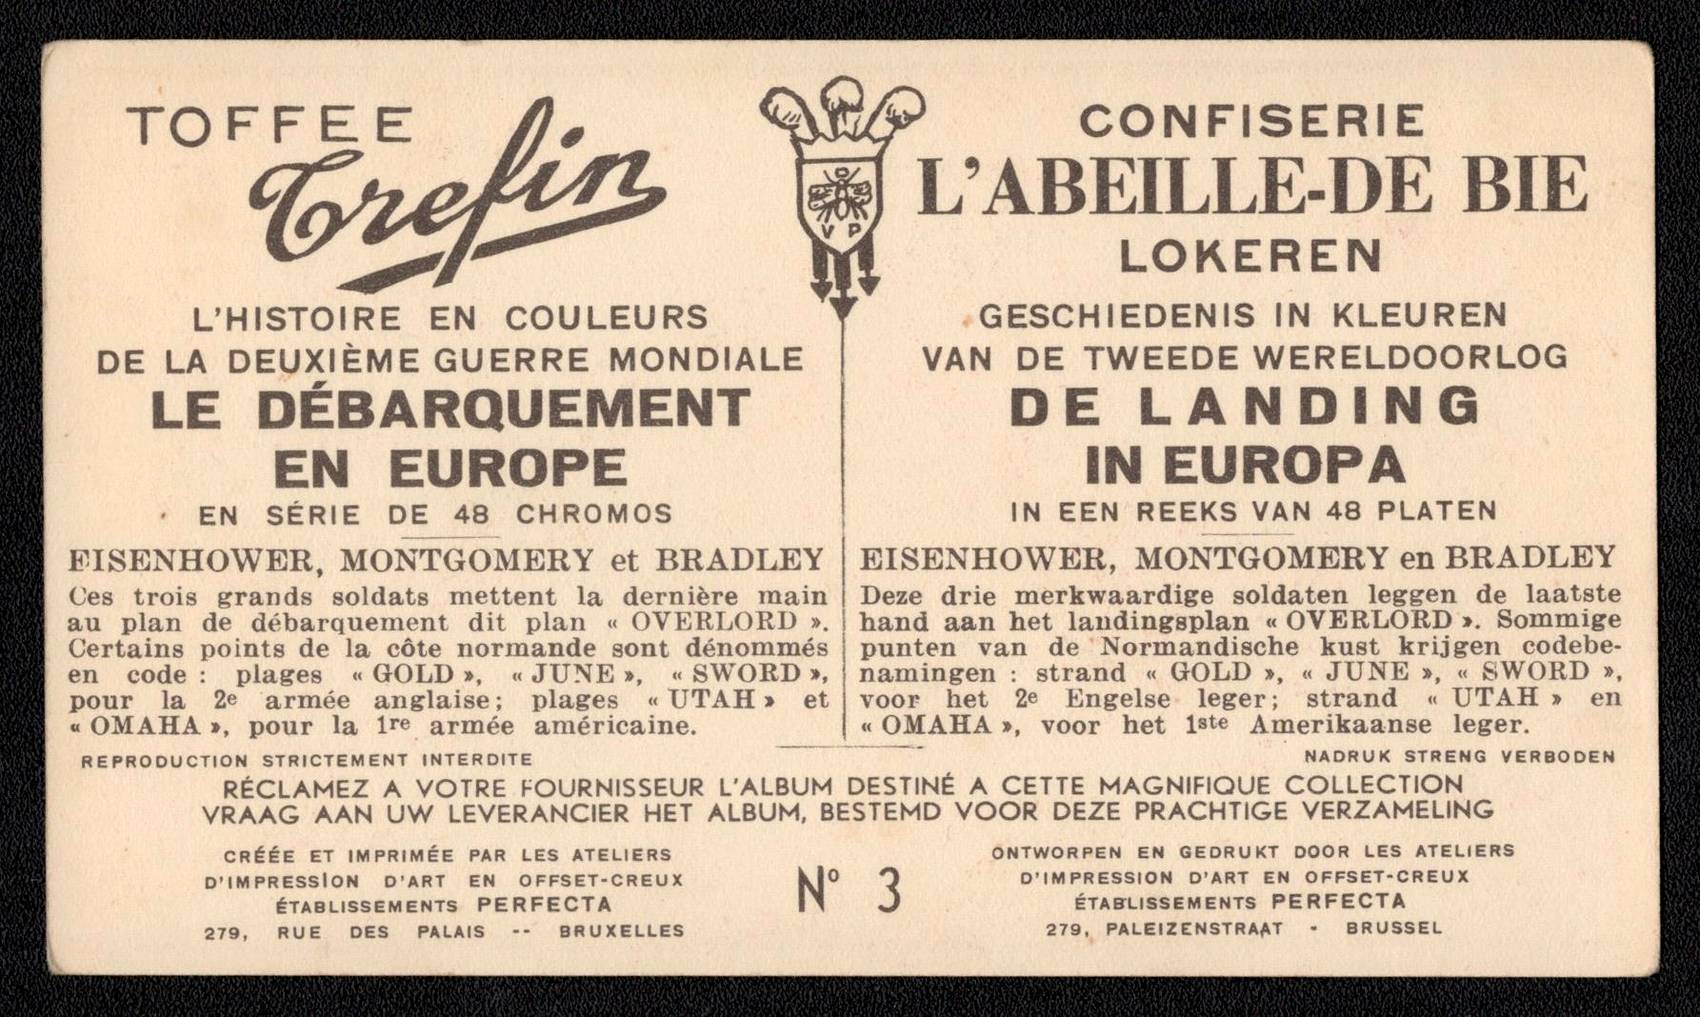 TOFFEE
Trefin
L'HISTOIRE EN COULEURS
DE LA DEUXIÈME GUERRE MONDIALE
LE DÉBARQUEMENT
EN EUROPE
EN SÉRIE DE 48 CHROMOS
EISENHOWER, MONTGOMERY et BRADLEY
Ces trois grands soldats mettent la dernière main
au plan de débarquement dit plan « OVERLORD ».
Certains points de la côte normande sont dénommés
en code : plages « GOLD », « JUNE », « SWORD »,
pour la 2e armée anglaise; plages « UTAH » et
« OMAHA », pour la 1re armée américaine.
REPRODUCTION STRICTEMENT INTERDITE
V P
CONFISERIE
L'ABEILLE-DE BIE
LOKEREN
GESCHIEDENIS IN KLEUREN
VAN DE TWEEDE WERELDOORLOG
DE LANDING
IN EUROPA
IN EEN REEKS VAN 48 PLATEN
EISENHOWER, MONTGOMERY en BRADLEY
Deze drie merkwaardige soldaten leggen de laatste
hand aan het landingsplan « OVERLORD ». Sommige
punten van de Normandische kust krijgen codebe-
namingen : strand « GOLD », « JUNE », « SWORD »,
voor het 2e Engelse leger; strand « UTAH » en
« OMAHA », voor het 1ste Amerikaanse leger.
NADRUK STRENG VERBODEN
RÉCLAMEZ A VOTRE FOURNISSEUR L'ALBUM DESTINÉ A CETTE MAGNIFIQUE COLLECTION
VRAAG AAN UW LEVERANCIER HET ALBUM, BESTEMD VOOR DEZE PRACHTIGE VERZAMELING
CRÉÉE ET IMPRIMÉE PAR LES ATELIERS
D'IMPRESSION D'ART EN OFFSET-CREUX
ÉTABLISSEMENTS PERFECTA
279, RUE DES PALAIS -- BRUXELLES
Nº 3
ONTWORPEN EN GEDRUKT DOOR LES ATELIERS
D'IMPRESSION D'ART EN OFFSET-CREUX
ÉTABLISSEMENTS PERFECTA
279, PALEIZENSTRAAT - BRUSSEL